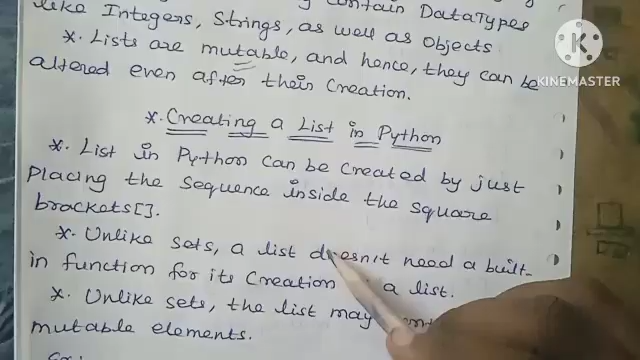 contain DataTypes
like Integers, Strings, as well as Objects
*. Lists are mutable, and hence, they can be
altered even after their Creation.
*. Creating a List in Python
*. List in Python can be created by just
placing the sequence inside the square
brackets[].
*. Unlike sets, a list doesn't need a built-
in function for its Creation a list.
*. Unlike sets, the list may
mutable elements.
KINEMASTER